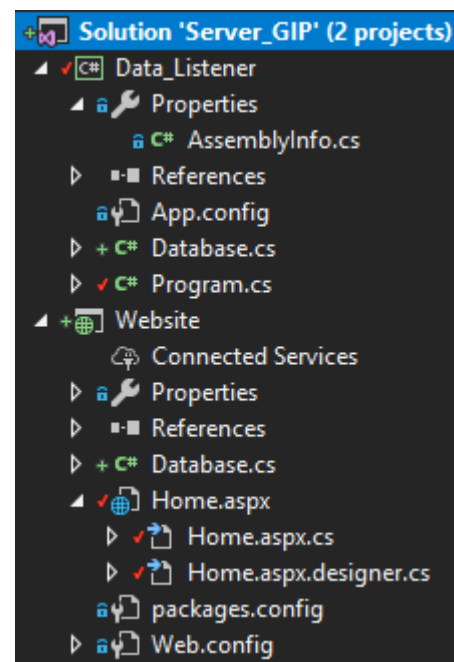 Solution 'Server_GIP' (2 projects)
C# Data_Listener
Properties
C# AssemblyInfo.cs
References
App.config
C# Database.cs
C# Program.cs
Website
Connected Services
Properties
References
C# Database.cs
Home.aspx
Home.aspx.cs
Home.aspx.designer.cs
packages.config
Web.config